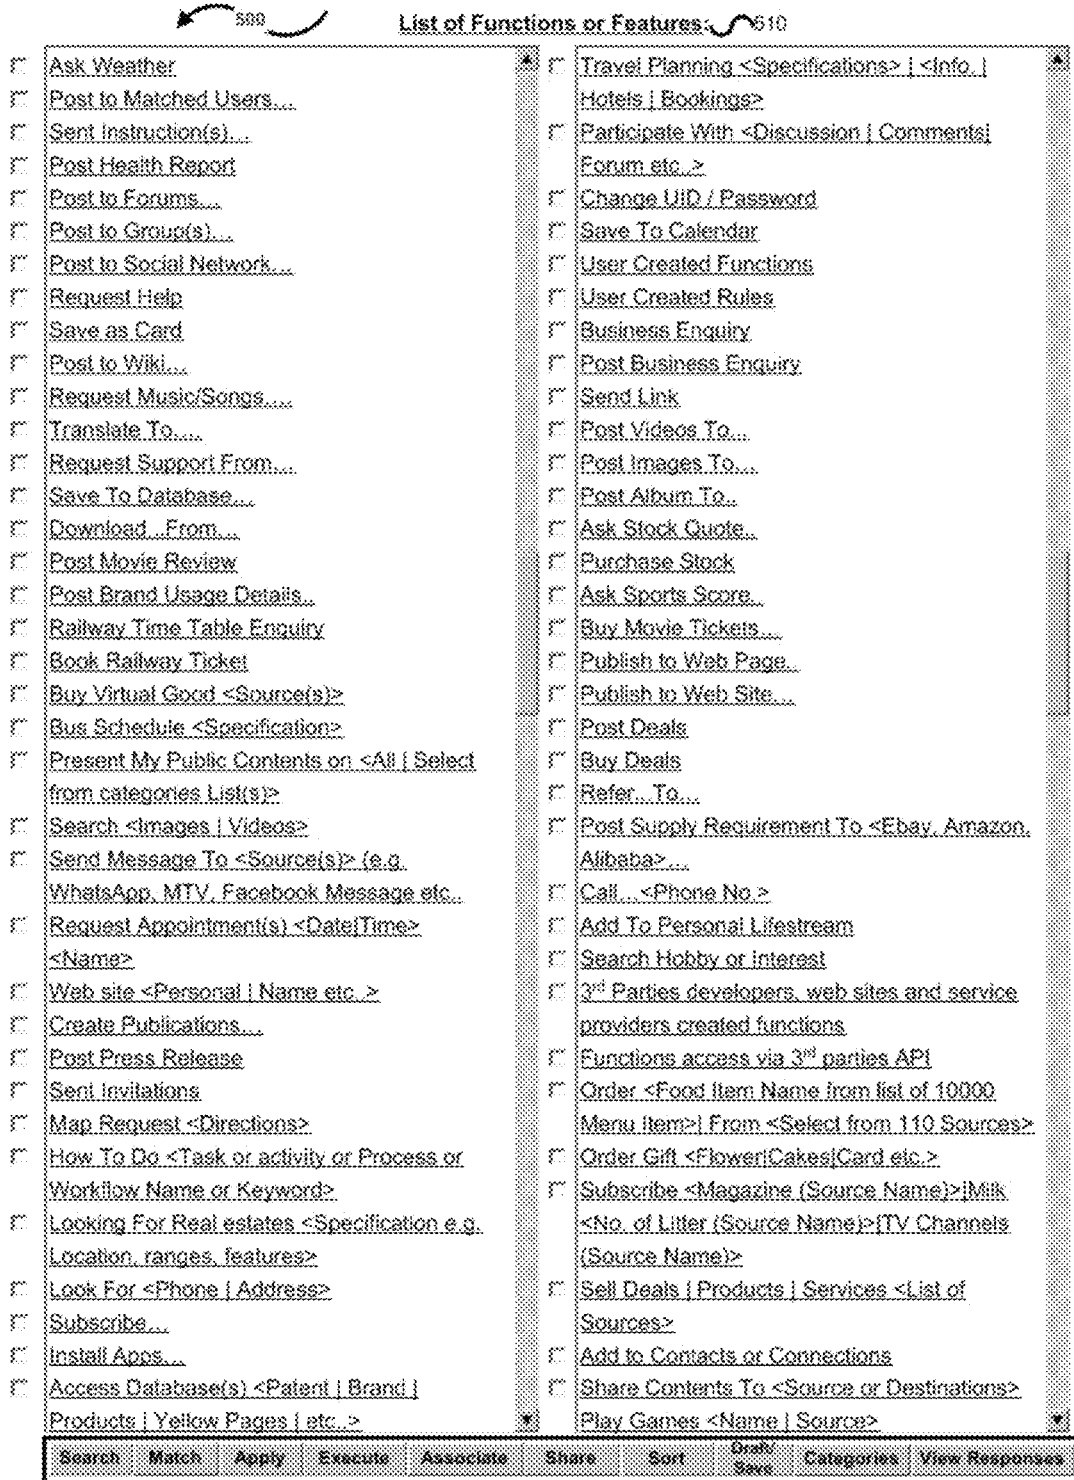 500
List of Functions or Features: 510
Ask Weather
Post to Matched Users…
Sent Instruction(s)…
Post Health Report
Post to Forums…
Post to Group(s)…
Post to Social Network…
Request Help
Save as Card
Post to Wiki…
Request Music/Songs….
Translate To…..
Request Support From…
Save To Database…
Download...From…
Post Movie Review
Post Brand Usage Details..
Railway Time Table Enquiry
Book Railway Ticket
Buy Virtual Good <Source(s)>
Bus Schedule <Specification>
Present My Public Contents on <All | Select
from categories List(s)>
Search <Images | Videos>
Send Message To <Source(s)> (e.g.
WhatsApp, MTV, Facebook Message etc..
Request Appointment(s) <Date|Time>
<Name>
Web site <Personal | Name etc. >
Create Publications…
Post Press Release
Sent Invitations
Map Request <Directions>
How To Do <Task or activity or Process or
Workflow Name or Keyword>
Looking For Real estates <Specification e.g.
Location, ranges, features>
Look For <Phone | Address>
Subscribe…
Install Apps…
Access Database(s) <Patent | Brand |
Products | Yellow Pages | etc..>
Travel Planning <Specifications> | <Info. |
Hotels | Bookings>
Participate With <Discussion | Comments|
Forum etc..>
Change UID / Password
Save To Calendar
User Created Functions
User Created Rules
Business Enquiry
Post Business Enquiry
Send Link
Post Videos To...
Post Images To…
Post Album To..
Ask Stock Quote..
Purchase Stock
Ask Sports Score..
Buy Movie Tickets…
Publish to Web Page..
Publish to Web Site…
Post Deals
Buy Deals
Refer...To…
Post Supply Requirement To <Ebay, Amazon,
Alibaba>…
Call…<Phone No.>
Add To Personal Lifestream
Search Hobby or Interest
3rd Parties developers, web sites and service
providers created functions
Functions access via 3rd parties API
Order <Food Item Name from list of 10000
Menu Item>| From <Select from 110 Sources>
Order Gift <Flower|Cakes|Card etc.>
Subscribe <Magazine (Source Name)>|Milk
<No. of Litter (Source Name)>|TV Channels
(Source Name)>
Sell Deals | Products | Services <List of
Sources>
Add to Contacts or Connections
Share Contents To <Source or Destinations>
Play Games <Name | Source>
Search Match Apply Execute Associate Share Sort Draft/ Save Categories View Responses